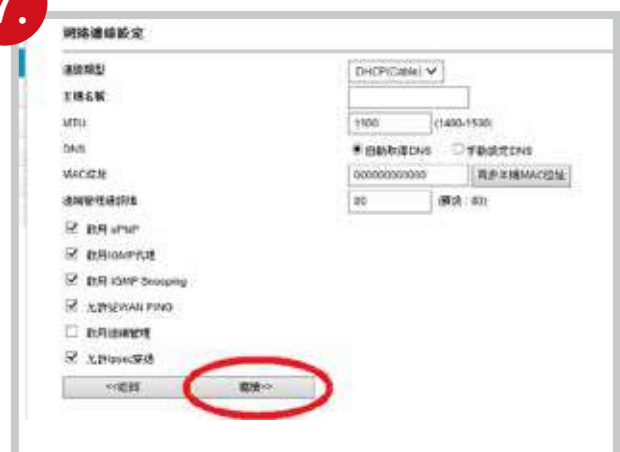 7.
網路連線設定
連線類型 DHCP(Cable)
主機名稱
MTU 1500 (1400-1500)
DNS 自動取得DNS 手動設定DNS
MAC位址 000000000000 同步本機MAC位址
遠端管理通訊埠 80 (預設 : 80)
啟用 uPNP
啟用IGMP代理
啟用 IGMP Snooping
允許從WAN PING
啟用遠端管理
允許ipsec穿透
<<返回 繼續>>